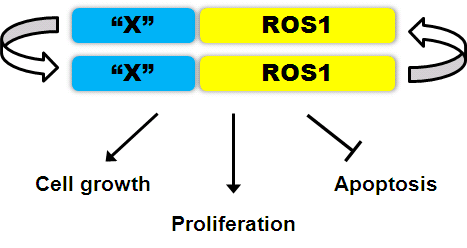 “X” ROS1
“X” ROS1
Cell growth
Apoptosis
Proliferation